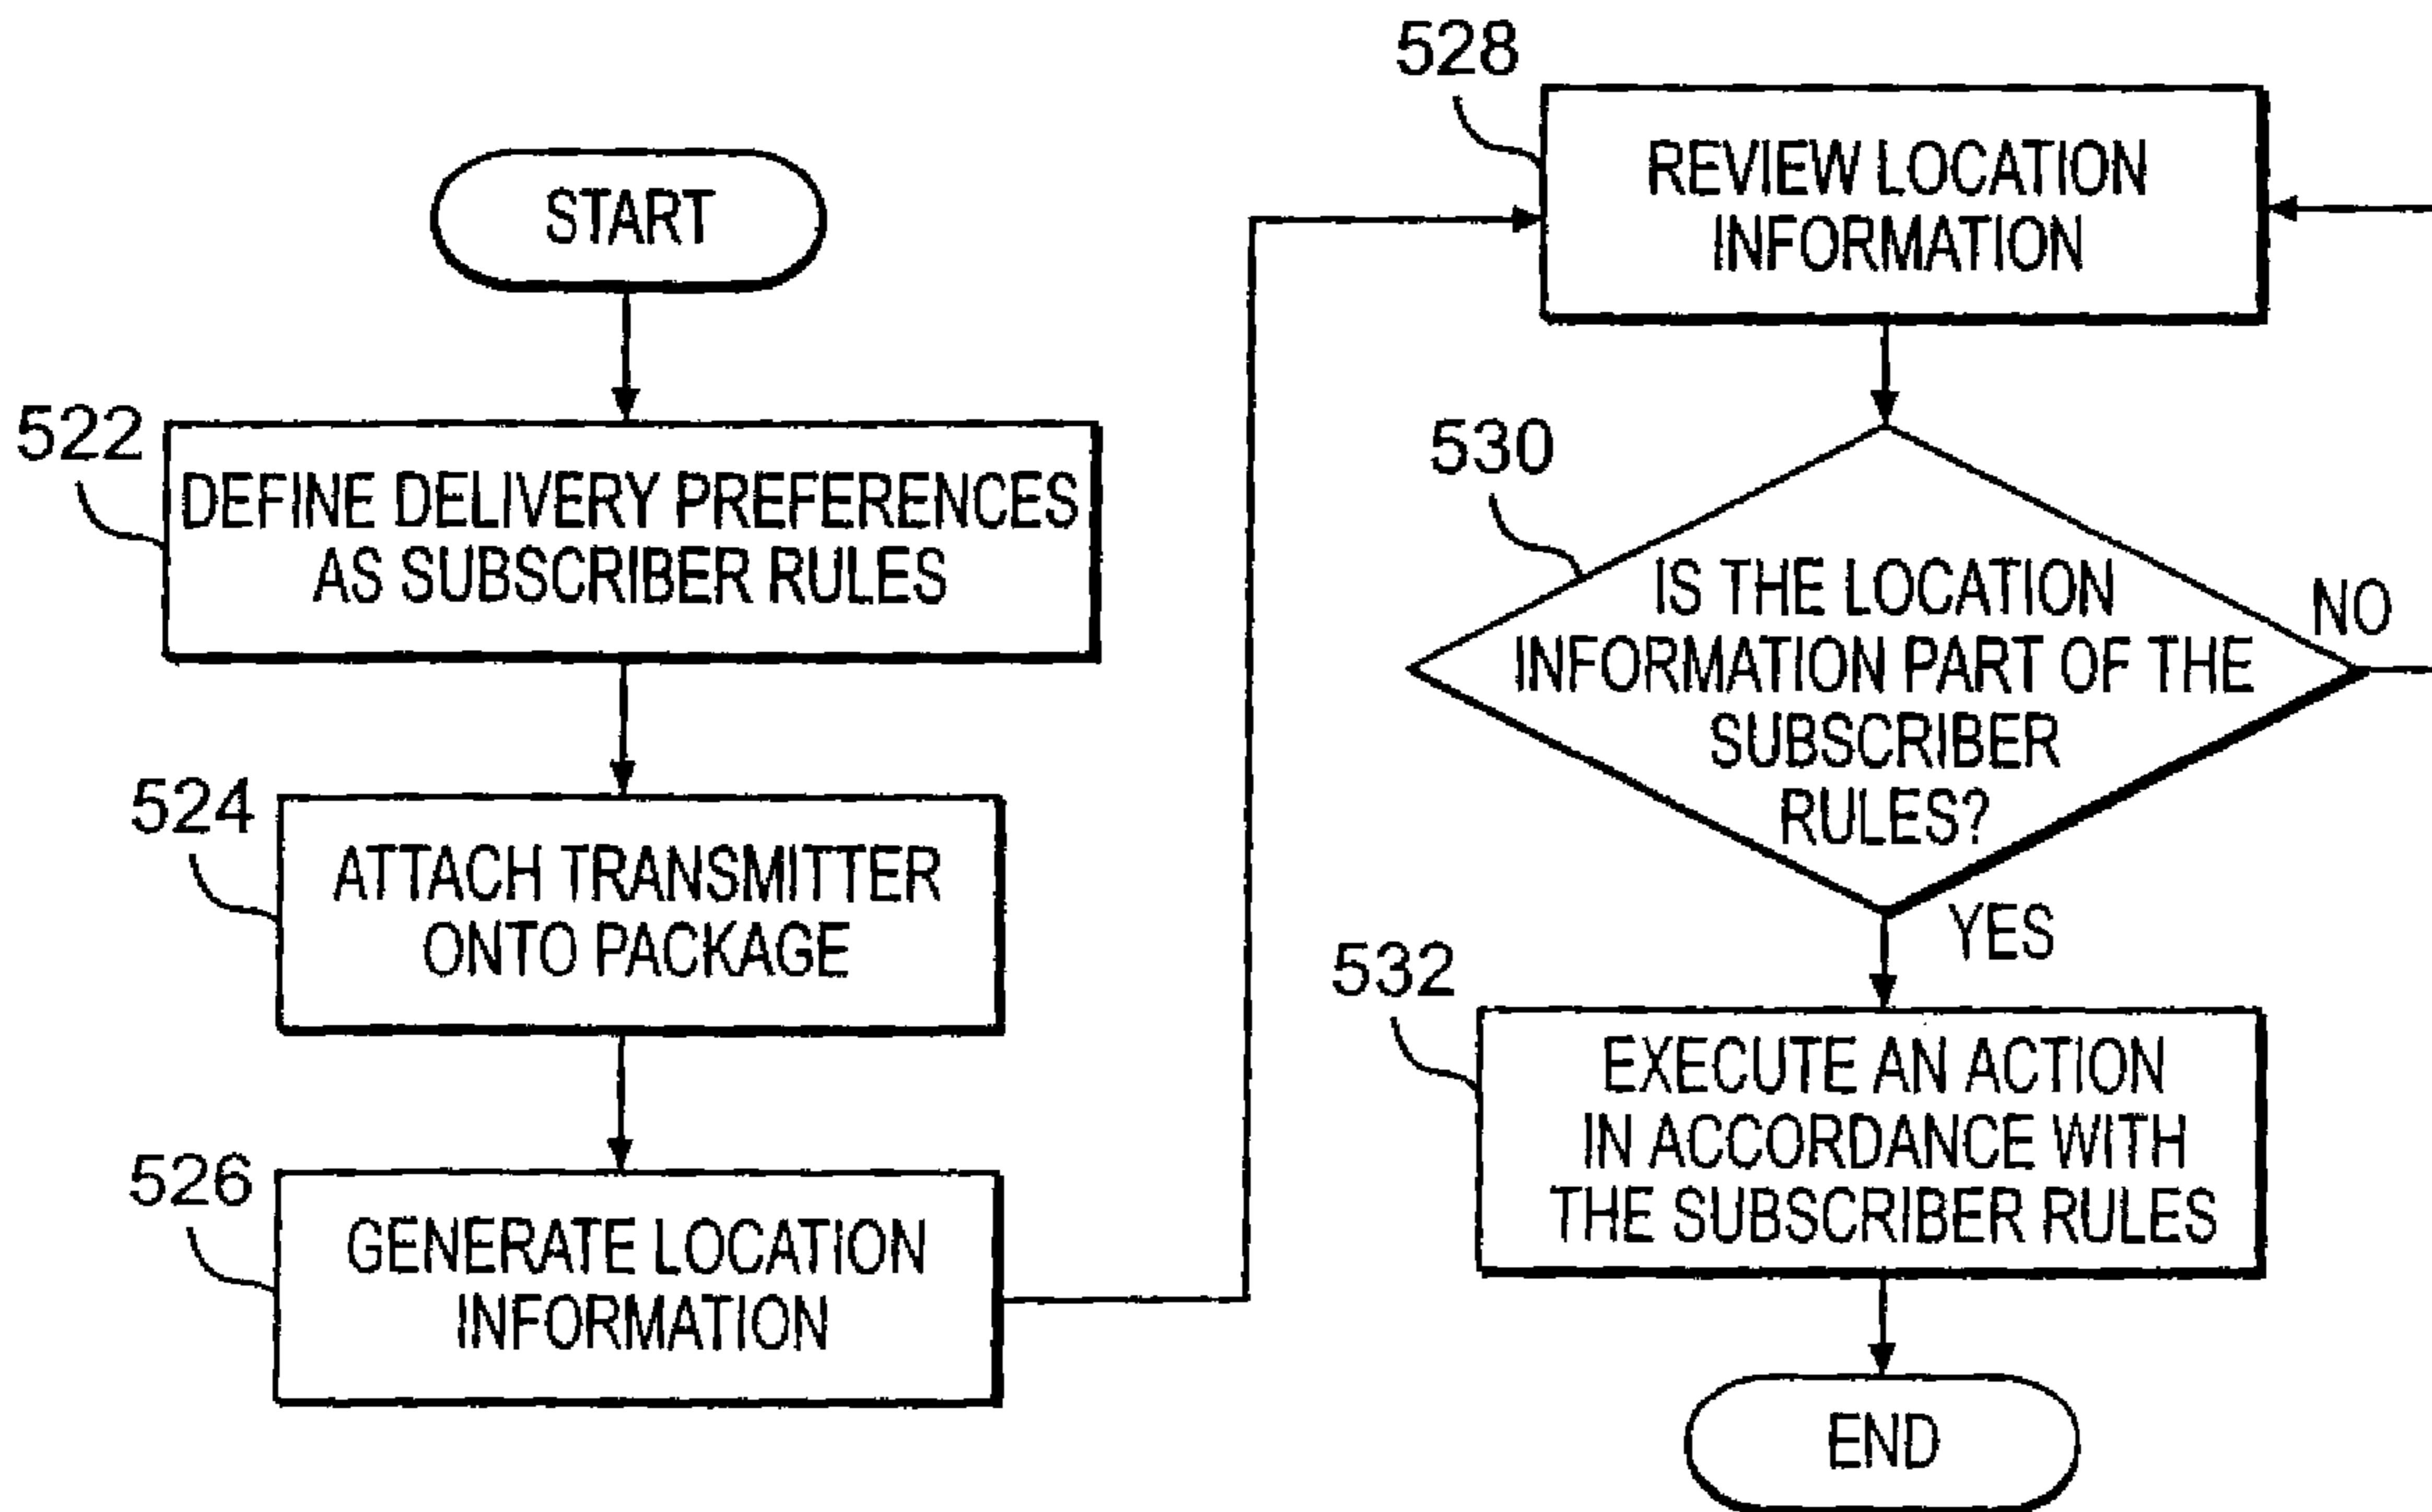 START
522
DEFINE DELIVERY PREFERENCES
AS SUBSCRIBER RULES
524
ATTACH TRANSMITTER
ONTO PACKAGE
526
GENERATE LOCATION
INFORMATION
528
REVIEW LOCATION
INFORMATION
530
IS THE LOCATION
INFORMATION PART OF THE
SUBSCRIBER
RULES?
NO
YES
532
EXECUTE AN ACTION
IN ACCORDANCE WITH
THE SUBSCRIBER RULES
END